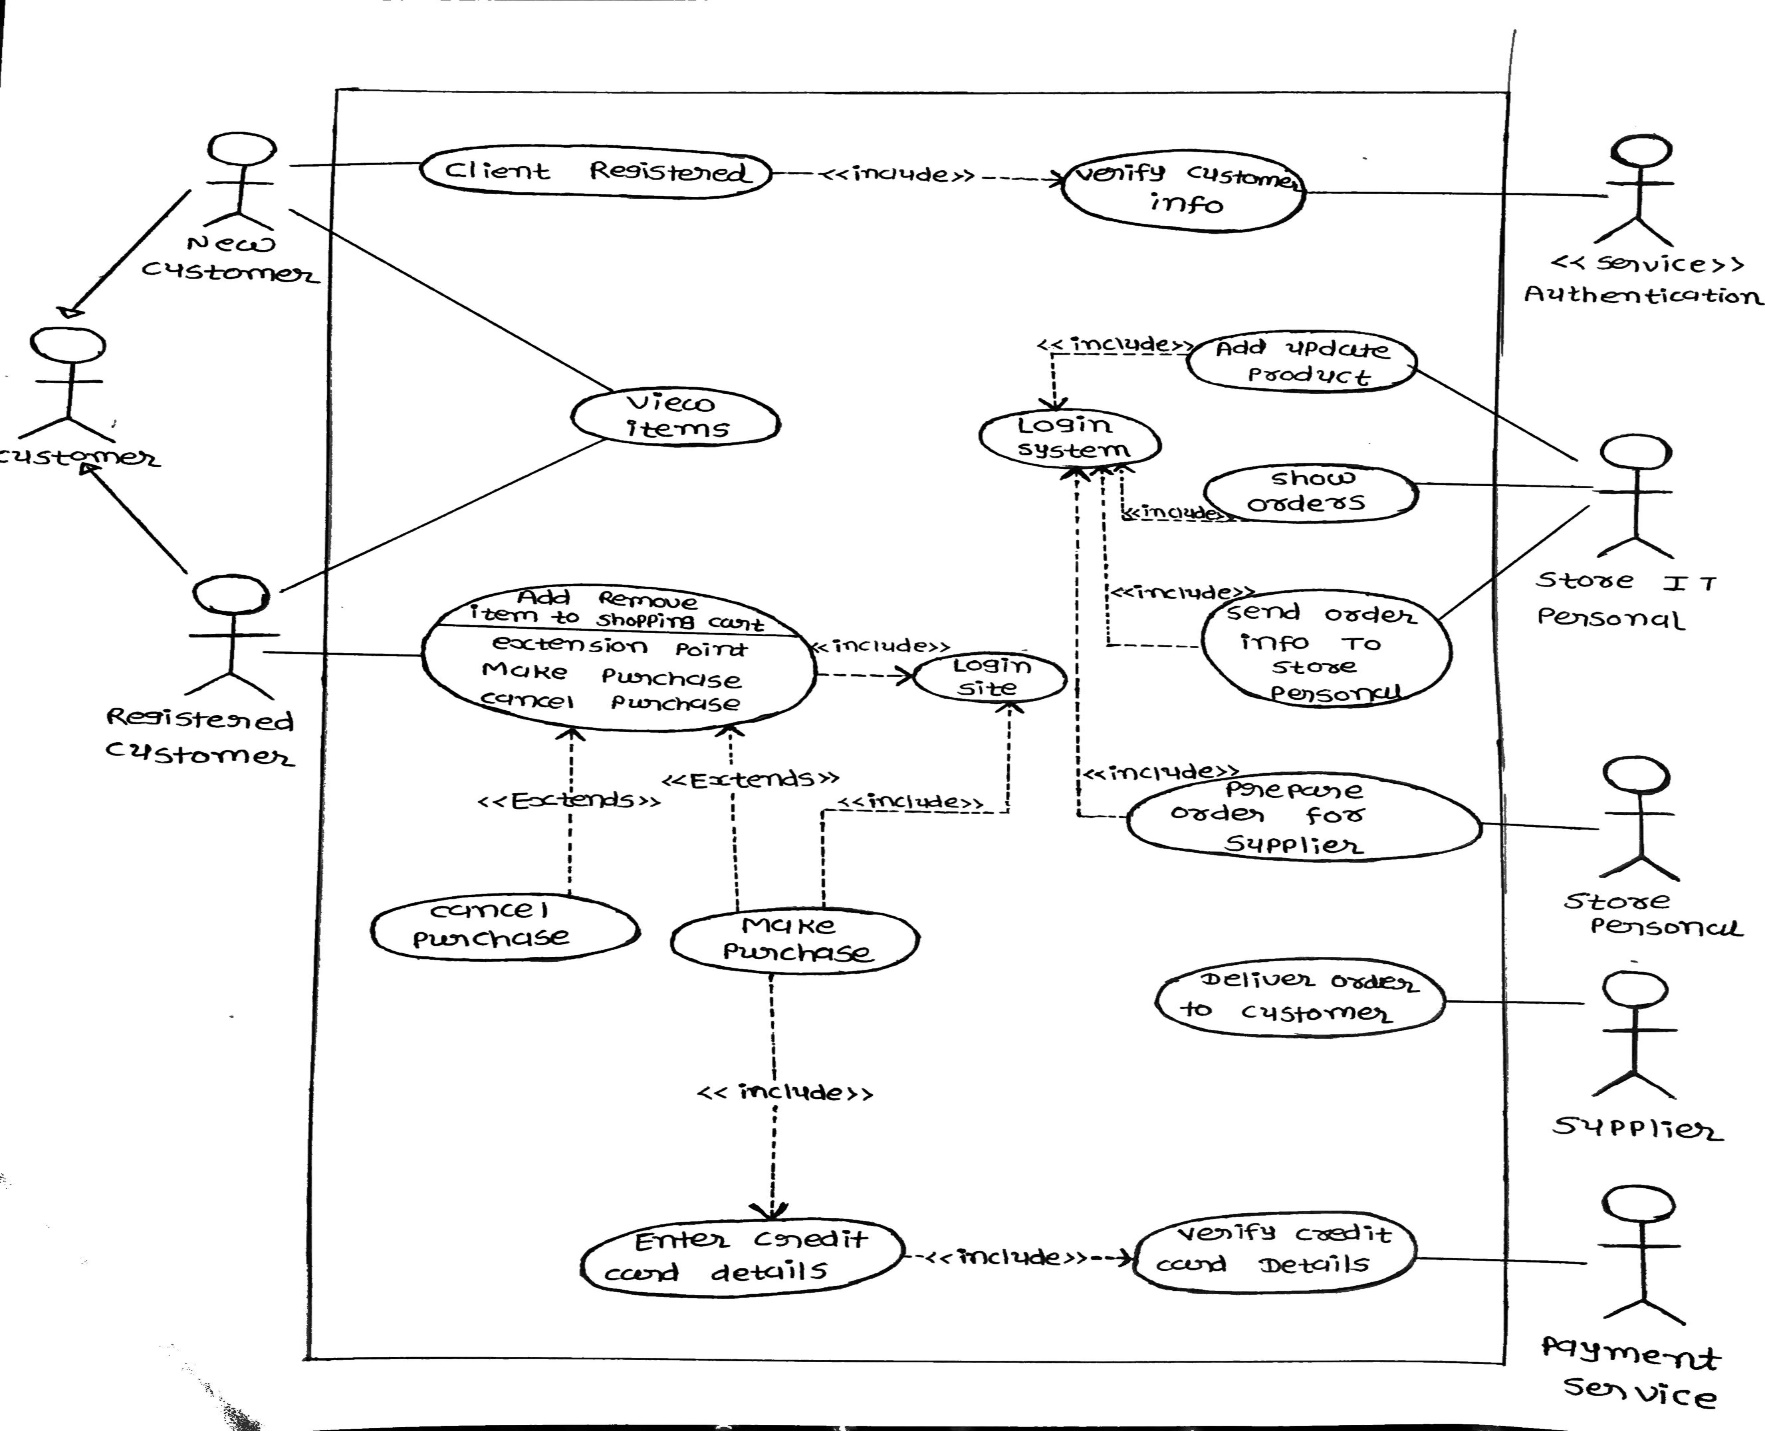 Client Registered
<<include>>
verify customer
info
New
customer
<<service>>
Authentication
customer
View
items
<<include>>
Add update
Product
Login
system
show
orders
<<include>>
Store IT
Personal
<<include>>
send order
info To
store
Personal
Add Remove
item to shopping cart
extension Point
Make Purchase
cancel Purchase
<<include>>
Login
site
Registered
customer
<<Extends>>
<<Extends>>
<<include>>
<<include>>
Prepare
order for
Supplier
Store
Personal
cancel
Purchase
Make
Purchase
Deliver order
to customer
Supplier
<<include>>
Enter credit
card details
<<include>>
verify credit
card Details
Payment
Service